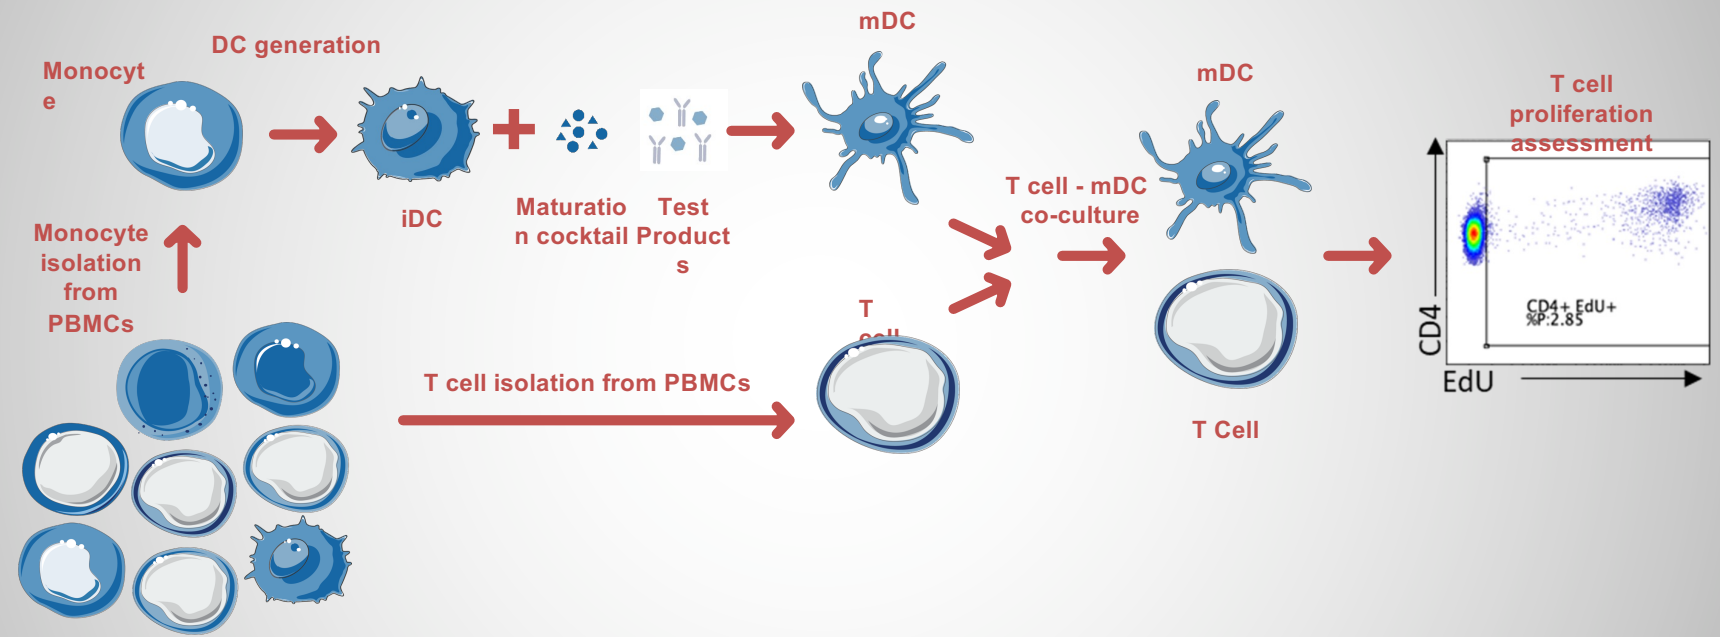 DC generation
Monocyt
e
iDC
Maturatio
n cocktail
Test
Product
s
mDC
Monocyte
isolation
from
PBMCs
T cell isolation from PBMCs
T
cell
T cell - mDC
co-culture
mDC
T Cell
T cell
proliferation
assessment
CD4
CD4+ EdU+
%P:2.85
EdU